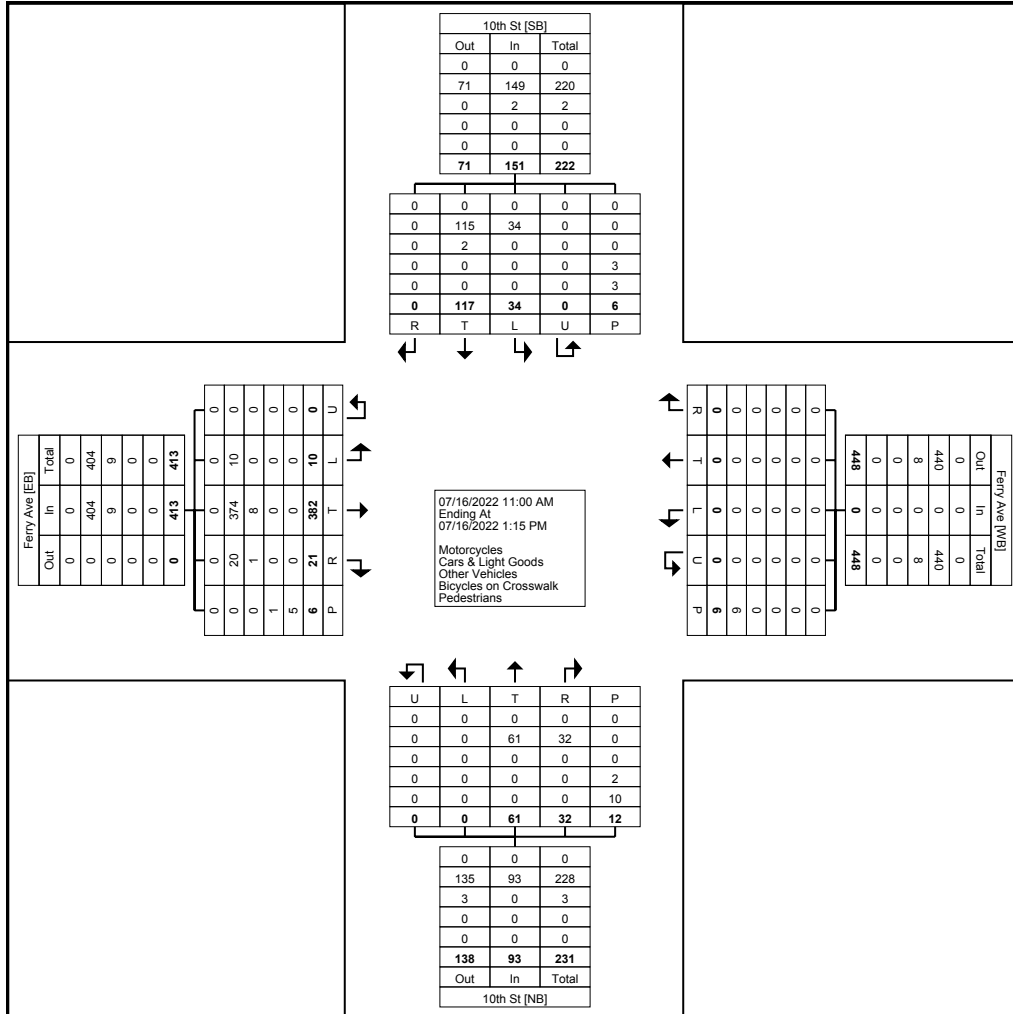 10th St [SB]
Out In Total
0 0 0
71 149 220
0 2 2
0 0 0
0 0 0
71 151 222
0 0 0 0 0
0 115 34 0 0
0 2 0 0 0
0 0 0 0 3
0 0 0 0 3
0 117 34 0 6
R T L U P
Ferry Ave [EB]
Out In Total
0 0 0
0 404 404
0 9 9
0 0 0
0 0 0
0 413 413
0 0 0 0 0
0 20 374 10 0
0 1 8 0 0
1 0 0 0 0
5 0 0 0 0
6 21 382 10 0
P R T L U
07/16/2022 11:00 AM
Ending At
07/16/2022 1:15 PM
Motorcycles
Cars & Light Goods
Other Vehicles
Bicycles on Crosswalk
Pedestrians
Ferry Ave [WB]
Out In Total
0 0 0
440 0 440
8 0 8
0 0 0
0 0 0
448 0 448
0 0 0 0 0
0 0 0 0 0
0 0 0 0 0
0 0 0 0 0
0 0 0 0 6
0 0 0 0 6
R T L U P
U L T R P
0 0 0 0 0
0 0 61 32 0
0 0 0 0 0
0 0 0 0 2
0 0 0 0 10
0 0 61 32 12
0 0 0
135 93 228
3 0 3
0 0 0
0 0 0
138 93 231
Out In Total
10th St [NB]